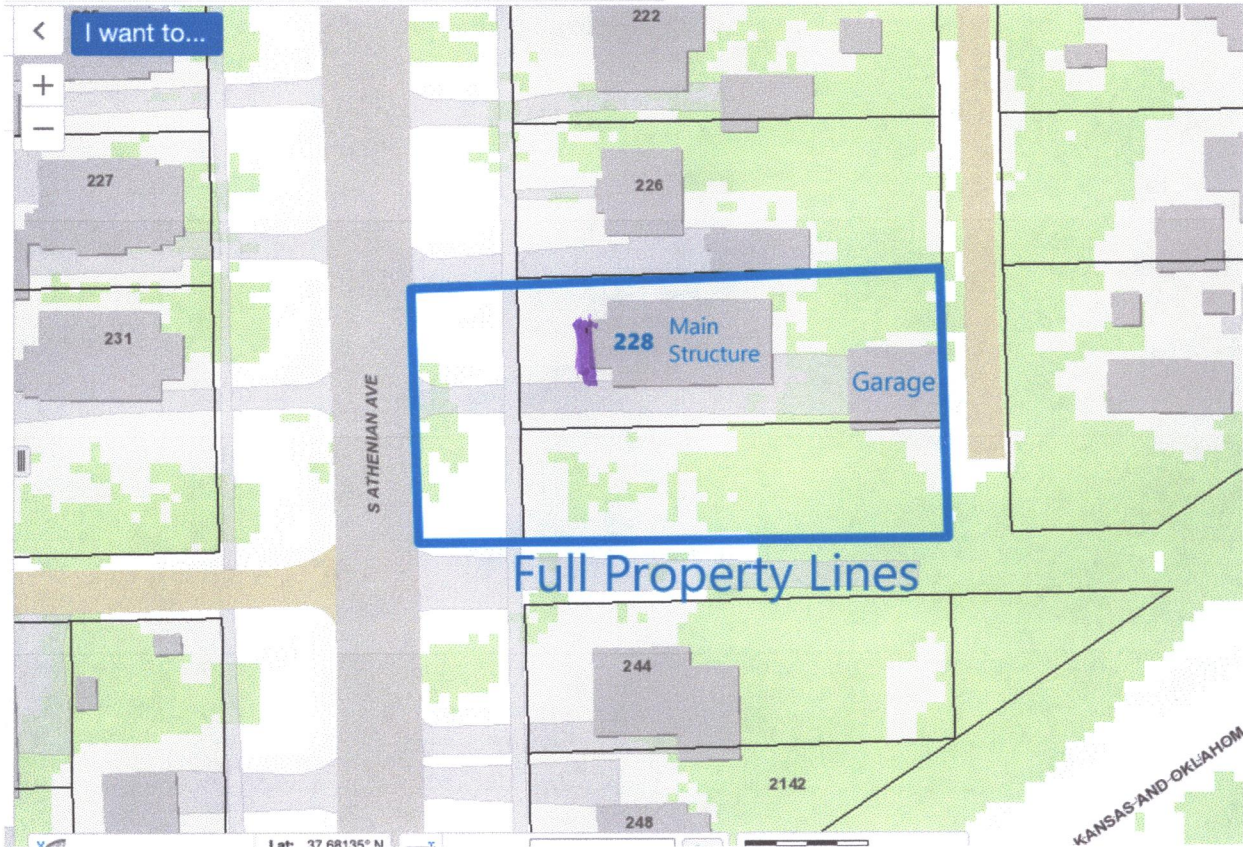 I want to...
222
227
226
231
228
Main
Structure
Garage
S ATHENIAN AVE
Full Property Lines
244
2142
248
KANSAS AND OKLAHOM
Lat: 37.68135° N